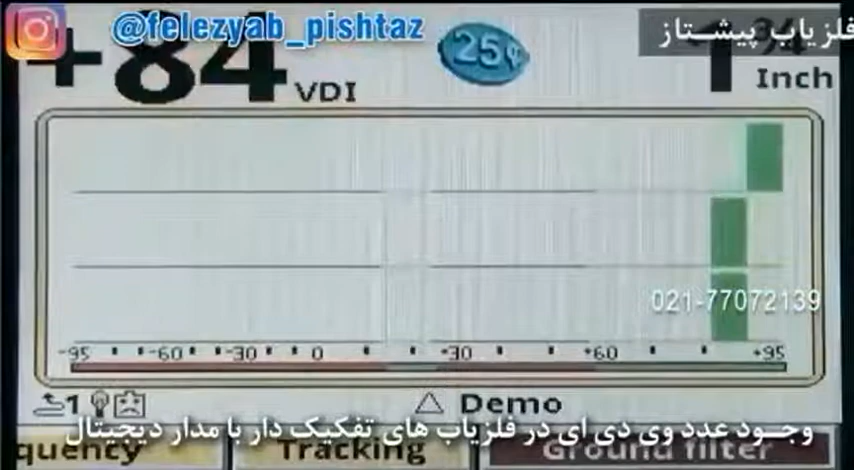 @felezyab_pishtaz
فلزیاب پیشتاز
+84 VDI
25¢
Inch
021-77072139
-95 -60 -30 0 +30 +60 +95
1
Demo
وجود عدد وی دی ای در فلزیاب های تفکیک دار با مدار دیجیتال
quency Tracking Ground filter